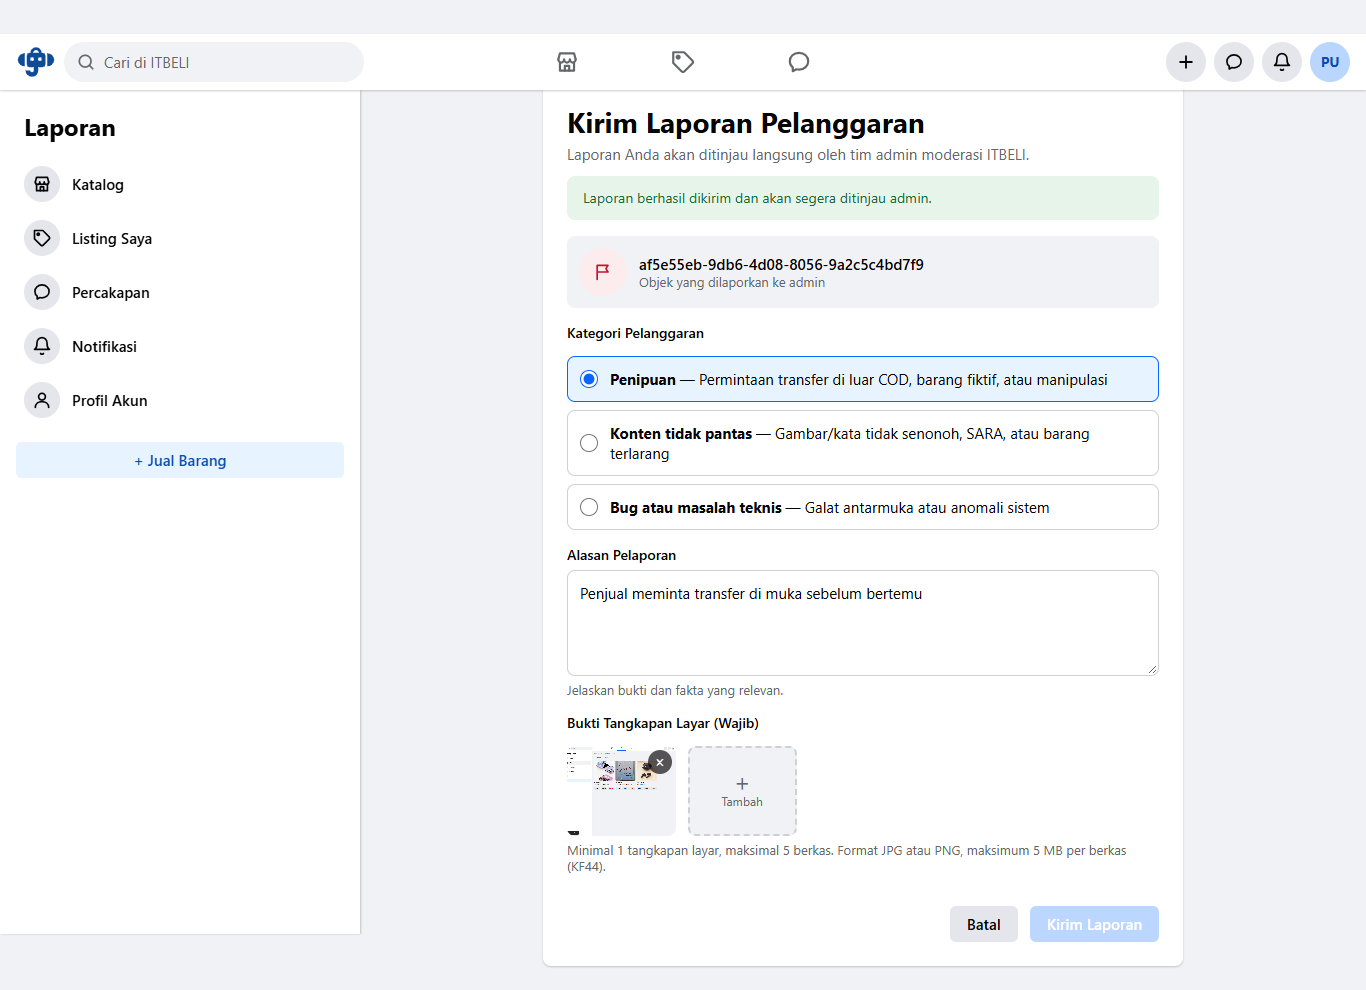 Cari di ITBELI
PU
Laporan
Katalog
Listing Saya
Percakapan
Notifikasi
Profil Akun
+ Jual Barang
Kirim Laporan Pelanggaran
Laporan Anda akan ditinjau langsung oleh tim admin moderasi ITBELI.
Laporan berhasil dikirim dan akan segera ditinjau admin.
af5e55eb-9db6-4d08-8056-9a2c5c4bd7f9
Objek yang dilaporkan ke admin
Kategori Pelanggaran
Penipuan — Permintaan transfer di luar COD, barang fiktif, atau manipulasi
Konten tidak pantas — Gambar/kata tidak senonoh, SARA, atau barang
terlarang
Bug atau masalah teknis — Galat antarmuka atau anomali sistem
Alasan Pelaporan
Penjual meminta transfer di muka sebelum bertemu
Jelaskan bukti dan fakta yang relevan.
Bukti Tangkapan Layar (Wajib)
+
Tambah
Minimal 1 tangkapan layar, maksimal 5 berkas. Format JPG atau PNG, maksimum 5 MB per berkas
(KF44).
Batal
Kirim Laporan